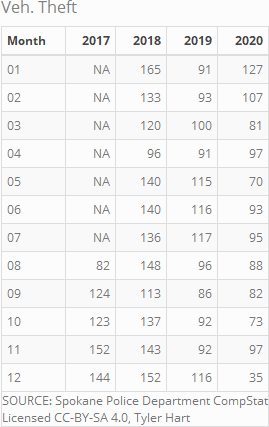 Veh. Theft
Month 2017 2018 2019 2020
01 NA 165 91 127
02 NA 133 93 107
03 NA 120 100 81
04 NA 96 91 97
05 NA 140 115 70
06 NA 140 116 93
07 NA 136 117 95
08 82 148 96 88
09 124 113 86 82
10 123 137 92 73
11 152 143 92 97
12 144 152 116 35
SOURCE: Spokane Police Department CompStat
Licensed CC-BY-SA 4.0, Tyler Hart